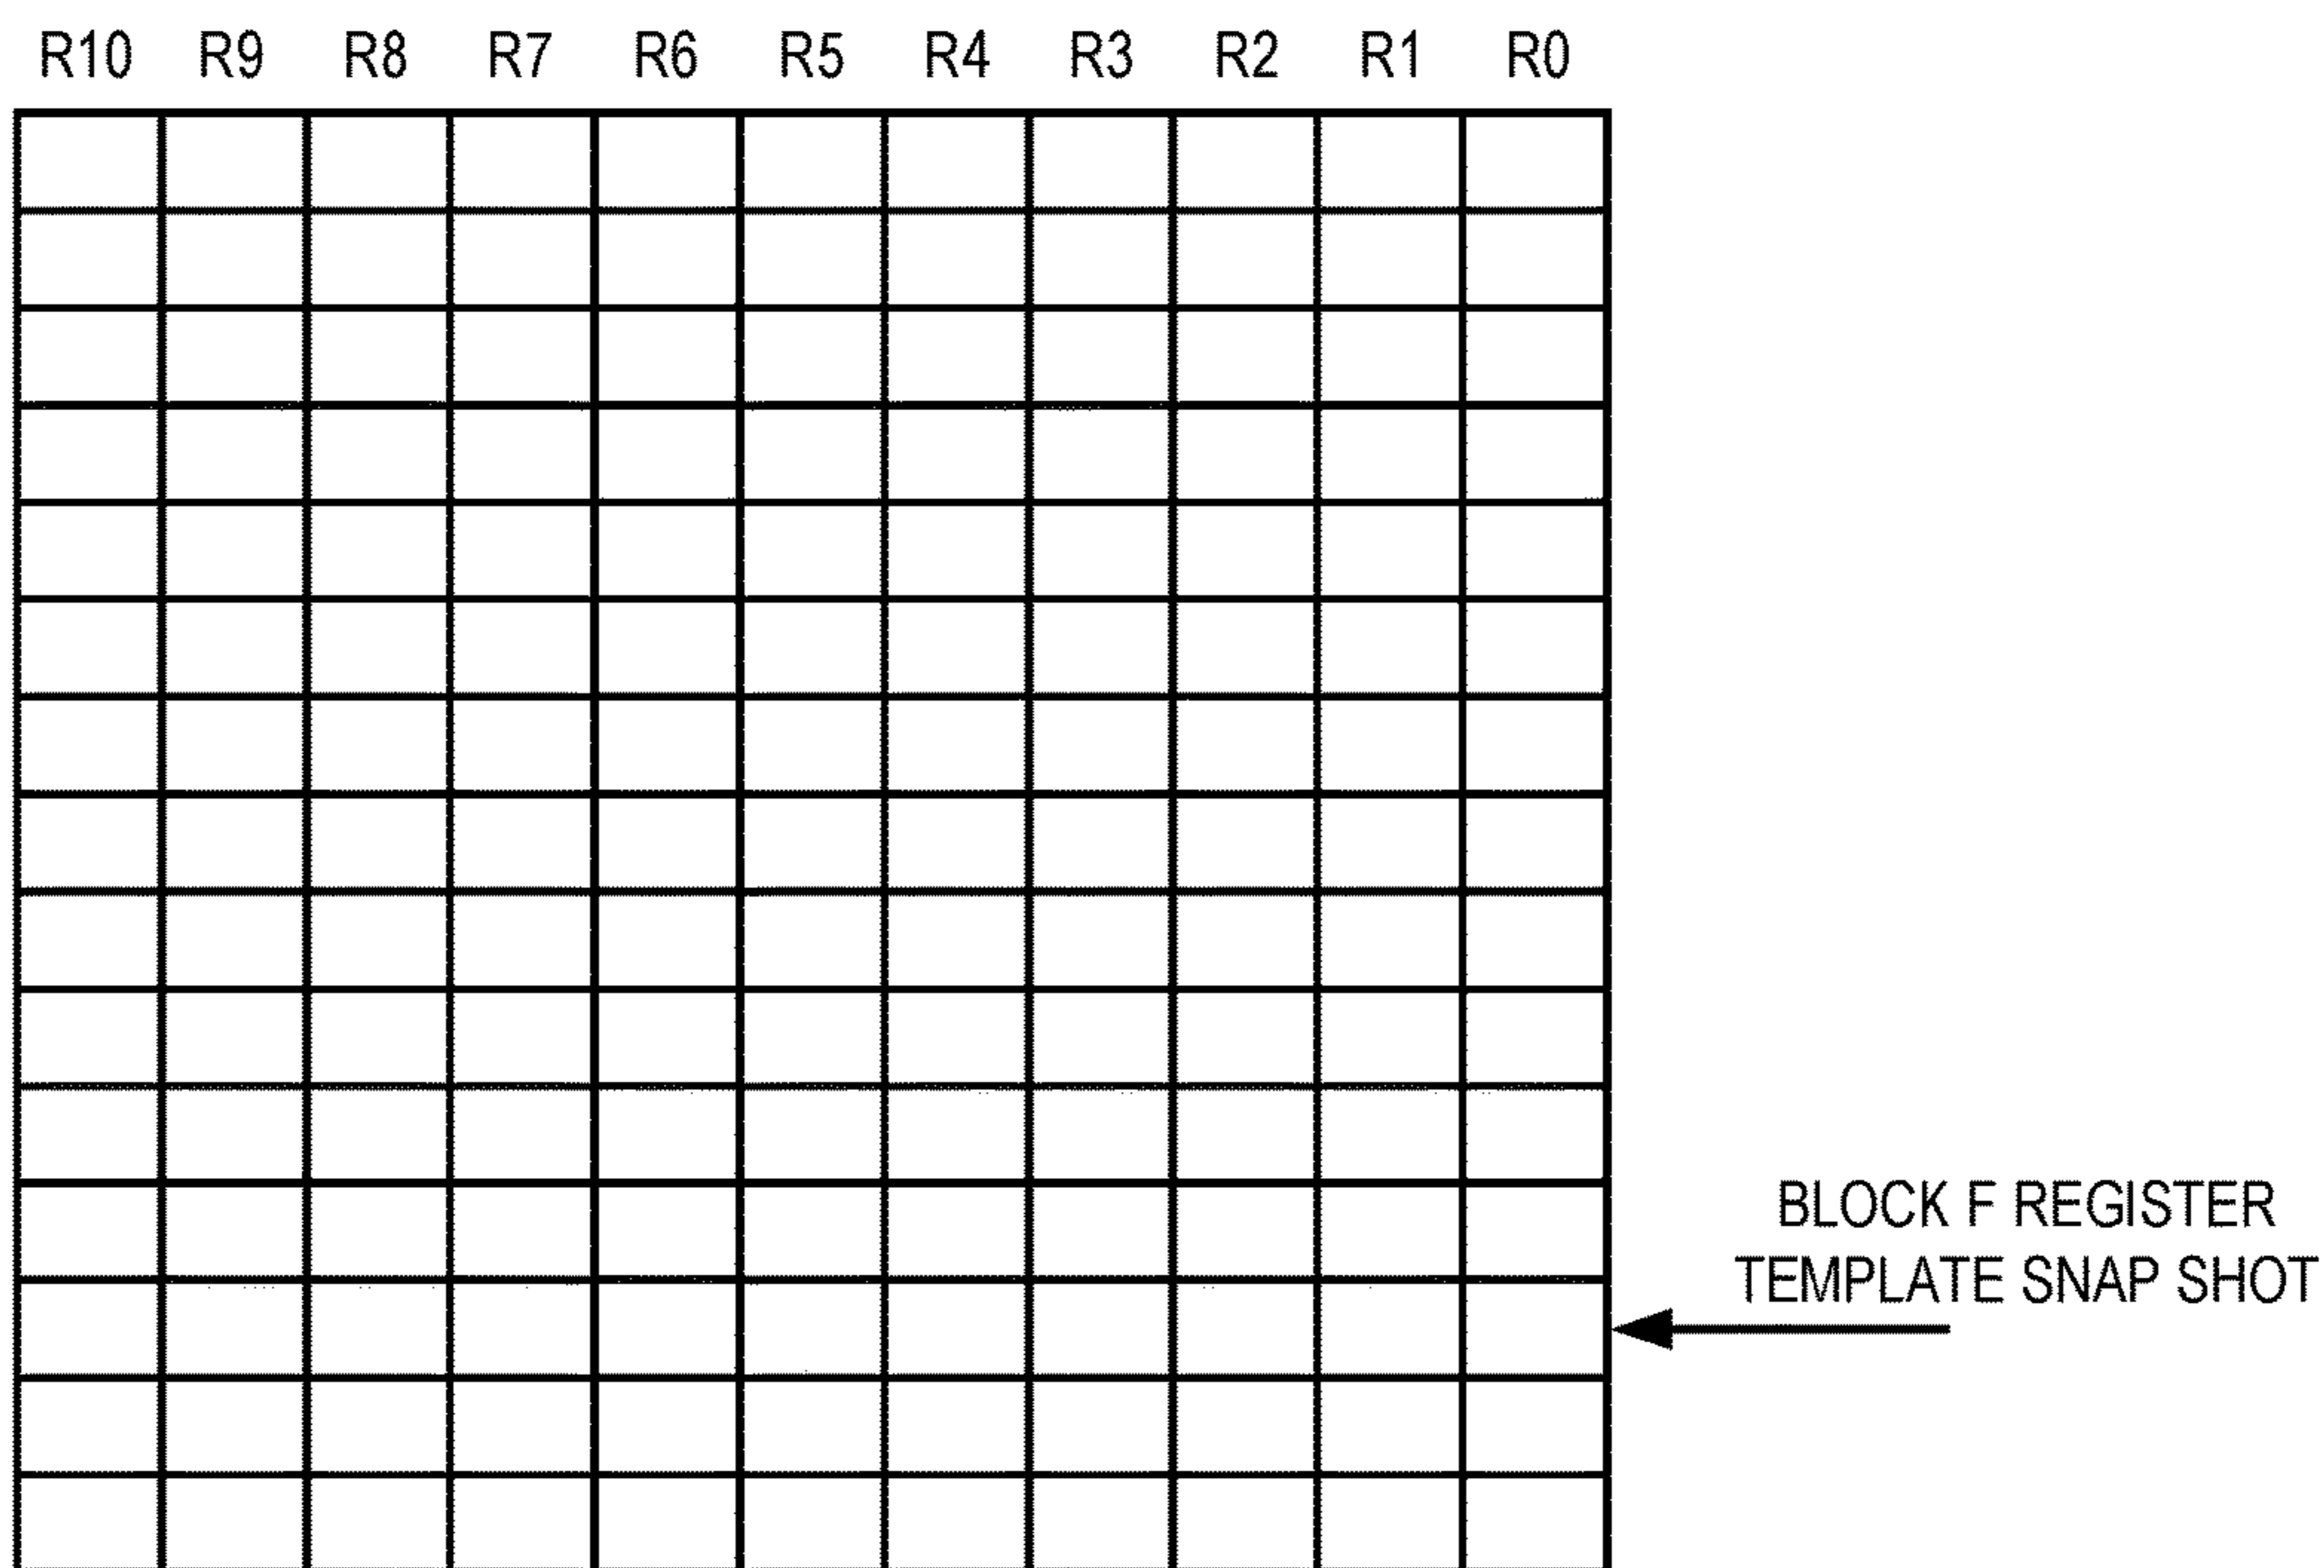 R10 R9 R8 R7 R6 R5 R4 R3 R2 R1 R0
BLOCK F REGISTER
TEMPLATE SNAP SHOT